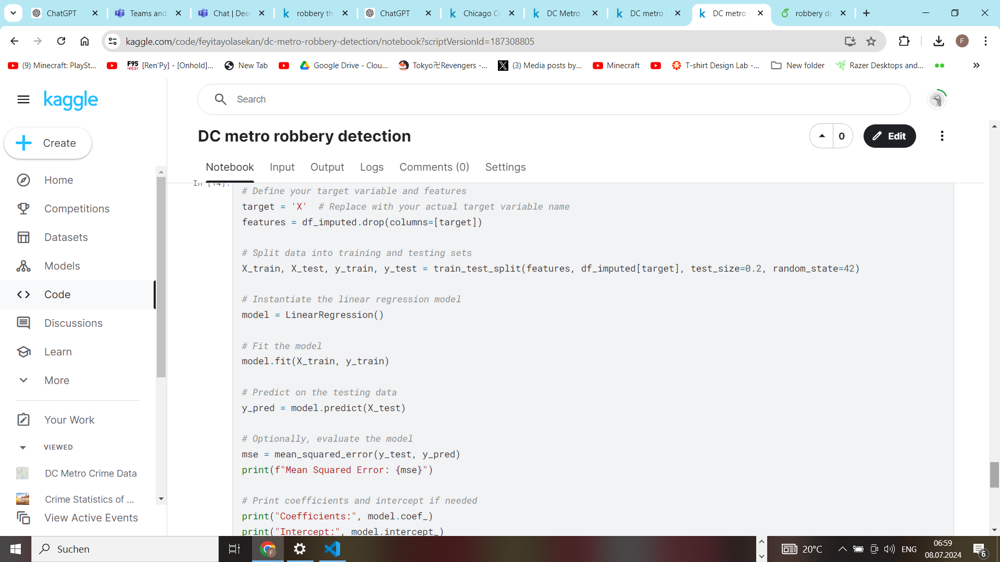 ChatGPT
Teams and
Chat | Dee
robbery th
ChatGPT
Chicago C
DC Metro
DC metro
DC metro
robbery de
kaggle.com/code/feyitayolasekan/dc-metro-robbery-detection/notebook?scriptVersionId=187308805
F
(9) Minecraft: PlaySt...
F95 ZONE
[Ren'Py] - [Onhold]...
New Tab
Google Drive - Clou...
Tokyo卍Revengers -...
(3) Media posts by...
Minecraft
T-shirt Design Lab -...
New folder
Razer Desktops and...
kaggle
Search
Create
DC metro robbery detection
0
Edit
Notebook
Input
Output
Logs
Comments (0)
Settings
Home
Competitions
Datasets
Models
Code
Discussions
Learn
More
Your Work
VIEWED
DC Metro Crime Data
Crime Statistics of ...
View Active Events
In [14]:
# Define your target variable and features
target = 'X'  # Replace with your actual target variable name
features = df_imputed.drop(columns=[target])
# Split data into training and testing sets
X_train, X_test, y_train, y_test = train_test_split(features, df_imputed[target], test_size=0.2, random_state=42)
# Instantiate the linear regression model
model = LinearRegression()
# Fit the model
model.fit(X_train, y_train)
# Predict on the testing data
y_pred = model.predict(X_test)
# Optionally, evaluate the model
mse = mean_squared_error(y_test, y_pred)
print(f"Mean Squared Error: {mse}")
# Print coefficients and intercept if needed
print("Coefficients:", model.coef_)
print("Intercept:", model.intercept_)
Suchen
F
20°C
ENG
06:59
08.07.2024
6